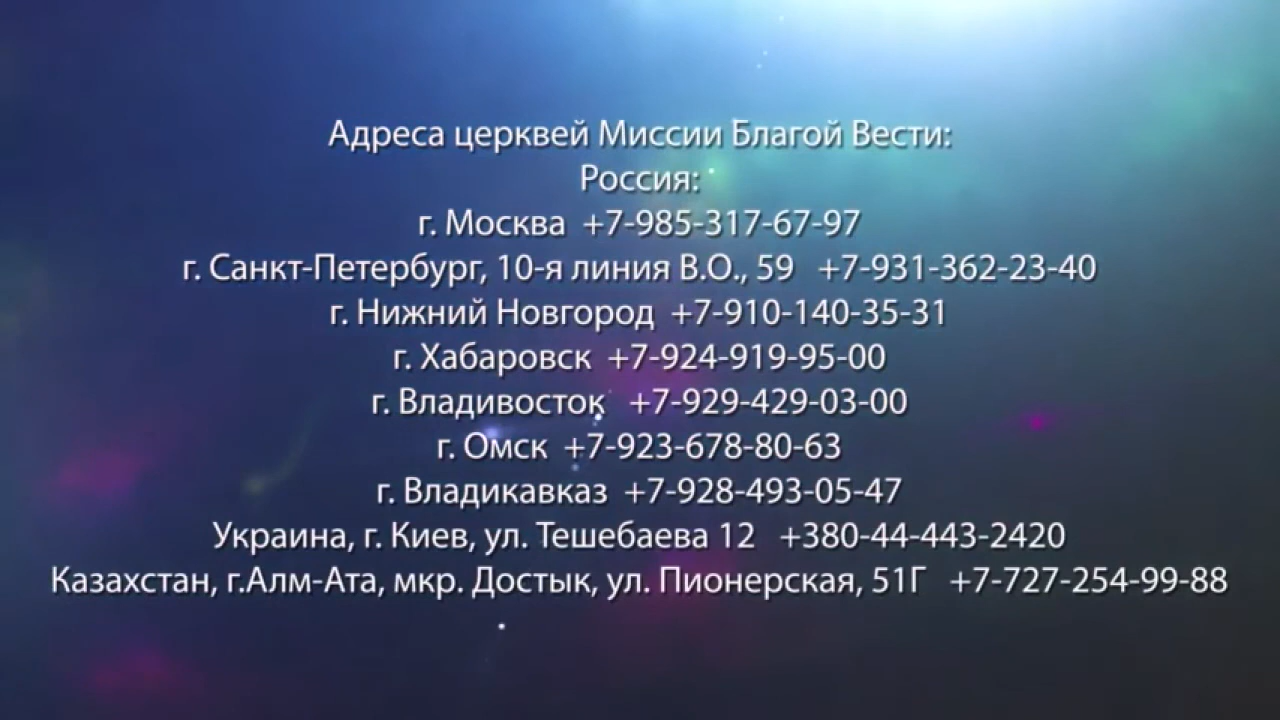 Адреса церквей Миссии Благой Вести:
Россия:
г. Москва +7-985-317-67-97
г. Санкт-Петербург, 10-я линия В.О., 59 +7-931-362-23-40
г. Нижний Новгород +7-910-140-35-31
г. Хабаровск +7-924-919-95-00
г. Владивосток +7-929-429-03-00
г. Омск +7-923-678-80-63
г. Владикавказ +7-928-493-05-47
Украина, г. Киев, ул. Тешебаева 12 +380-44-443-2420
Казахстан, г.Алм-Ата, мкр. Достык, ул. Пионерская, 51Г +7-727-254-99-88